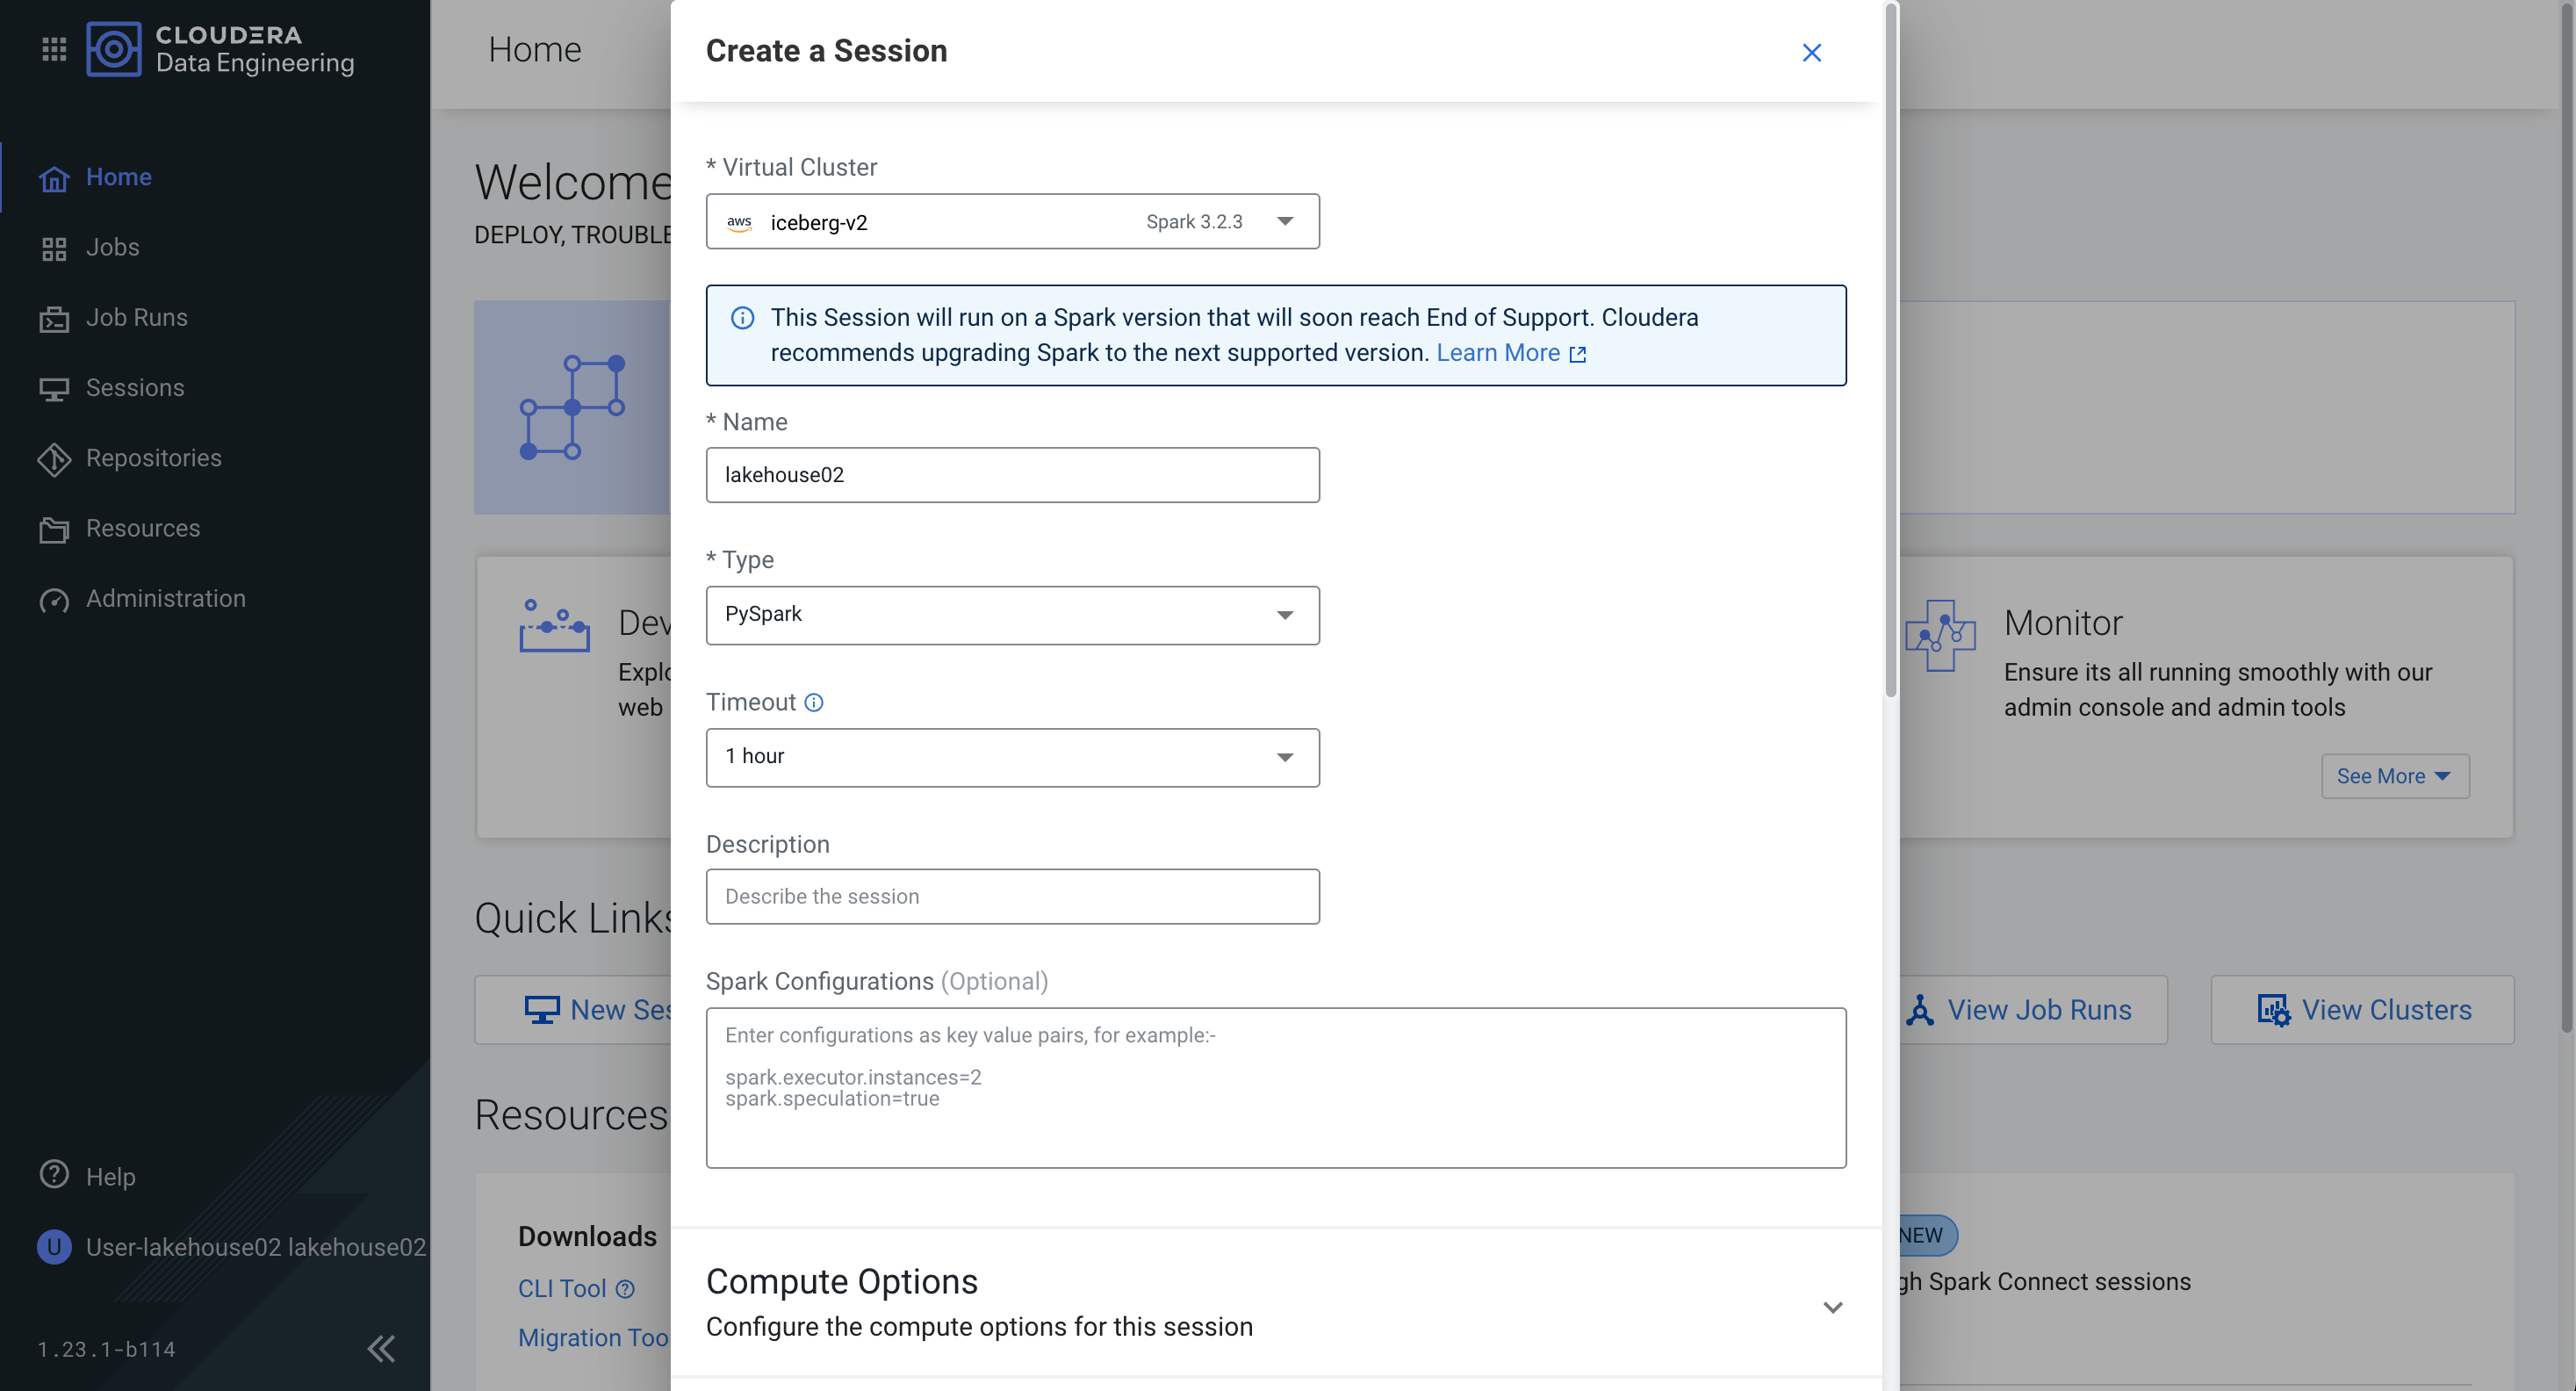 CLOUDERA
Data Engineering
Home
Jobs
Job Runs
Sessions
Repositories
Resources
Administration
Help
U
User-lakehouse02 lakehouse02
1.23.1-b114
Home
Welcome
DEPLOY, TROUBLE
Dev
Explo
web
Quick Links
New Ses
Resources
Downloads
CLI Tool
Migration Too
Create a Session
* Virtual Cluster
aws iceberg-v2 Spark 3.2.3
This Session will run on a Spark version that will soon reach End of Support. Cloudera
recommends upgrading Spark to the next supported version. Learn More
* Name
lakehouse02
* Type
PySpark
Timeout
1 hour
Description
Describe the session
Spark Configurations (Optional)
Enter configurations as key value pairs, for example:-
spark.executor.instances=2
spark.speculation=true
Compute Options
Configure the compute options for this session
Monitor
Ensure its all running smoothly with our
admin console and admin tools
See More
View Job Runs
View Clusters
NEW
gh Spark Connect sessions